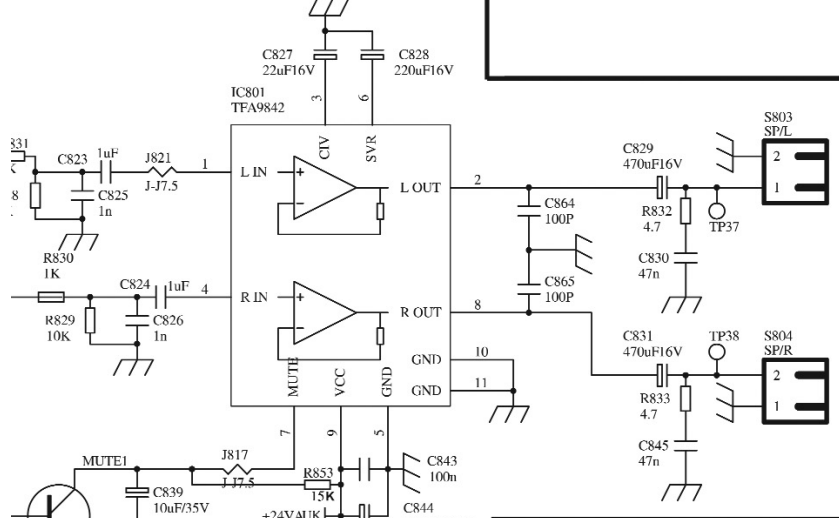 C827
22uF16V
C828
220uF16V
IC801
TFA9842
3
6
S803
SP/L
831
1uF
C823
J821
J-J7.5
1
L IN
+
−
CIV
SVR
L OUT
2
C829
470uF16V
2
1
C825
1n
C864
100P
R832
4.7
TP37
R830
1K
C830
47n
C824
1uF
4
R IN
+
−
C865
100P
R OUT
8
R829
10K
C826
1n
C831
470uF16V
TP38
S804
SP/R
GND
10
GND
11
2
1
MUTE
VCC
GND
R833
4.7
7
9
5
MUTE1
J817
J-J7.5
C845
47n
R853
15K
C843
100n
C839
10uF/35V
+24VAUK
C844